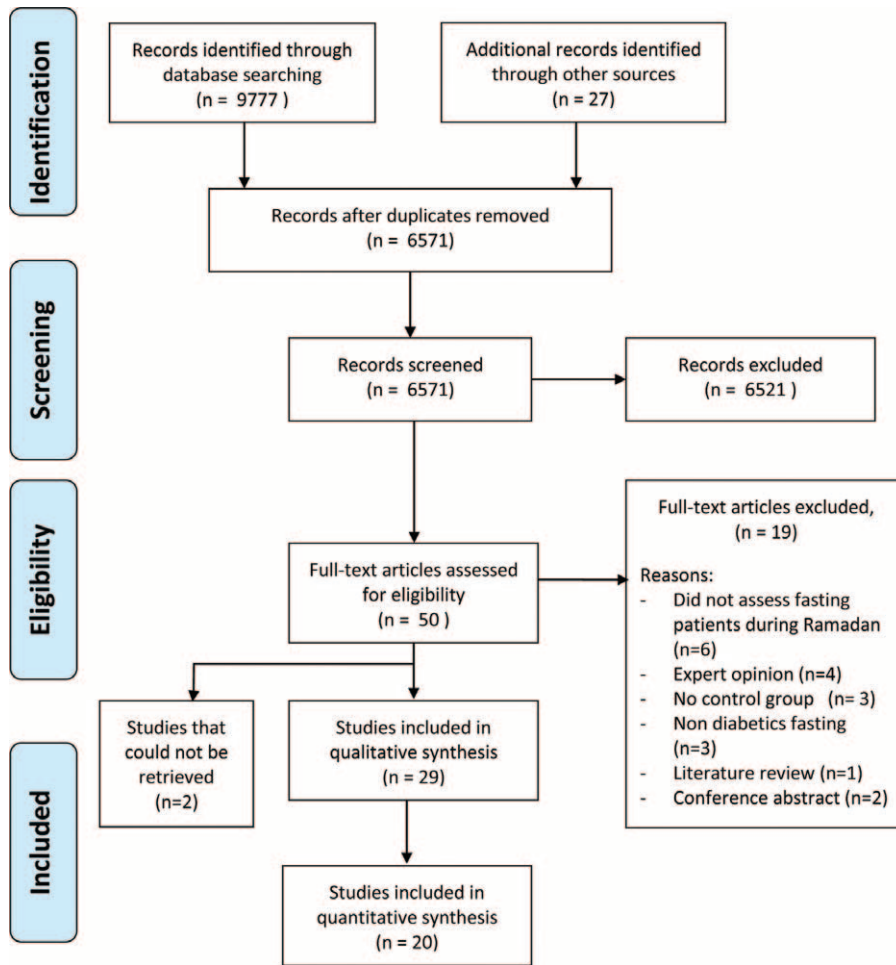 Identification
Records identified through
database searching
(n = 9777 )
Additional records identified
through other sources
(n = 27)
Records after duplicates removed
(n = 6571)
Screening
Records screened
(n = 6571)
Records excluded
(n = 6521 )
Eligibility
Full-text articles assessed
for eligibility
(n = 50 )
Full-text articles excluded,
(n = 19)
Reasons:
- Did not assess fasting
patients during Ramadan
(n=6)
- Expert opinion (n=4)
- No control group (n= 3)
- Non diabetics fasting
(n=3)
- Literature review (n=1)
- Conference abstract (n=2)
Included
Studies that
could not be
retrieved
(n=2)
Studies included in
qualitative synthesis
(n = 29)
Studies included in
quantitative synthesis
(n = 20)